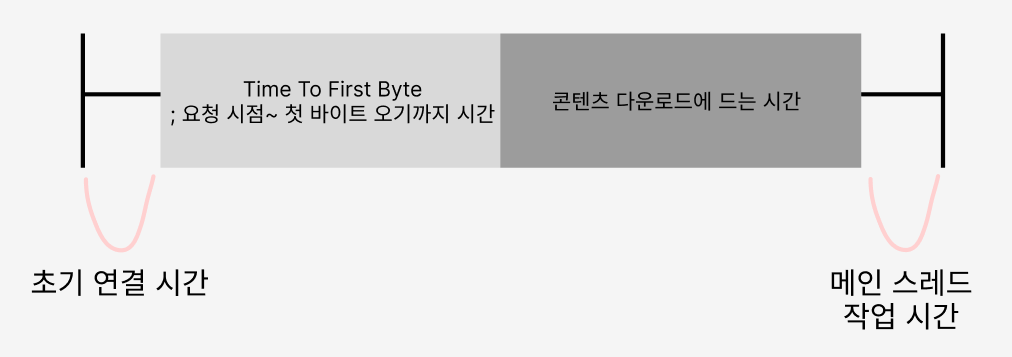 Time To First Byte
; 요청 시점~ 첫 바이트 오기까지 시간
콘텐츠 다운로드에 드는 시간
초기 연결 시간
메인 스레드
작업 시간